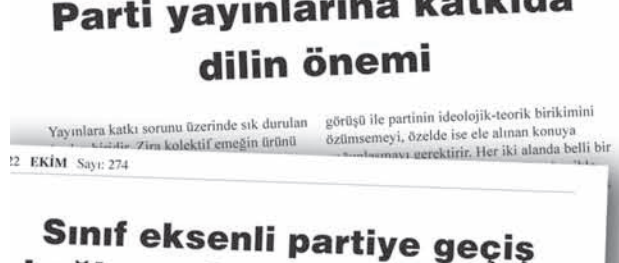 Parti yayınlarına katkıda
dilin önemi
Yayınlara katkı sorunu üzerinde sık durulan
Zira kolektif emeğin ürünü
görüşü ile partinin ideolojik-teorik birikimini
özümsemeyi, özelde ise ele alınan konuya
gerektirir. Her iki alanda belli bir
22 EKİM Sayı: 274
Sınıf eksenli partiye geçiş